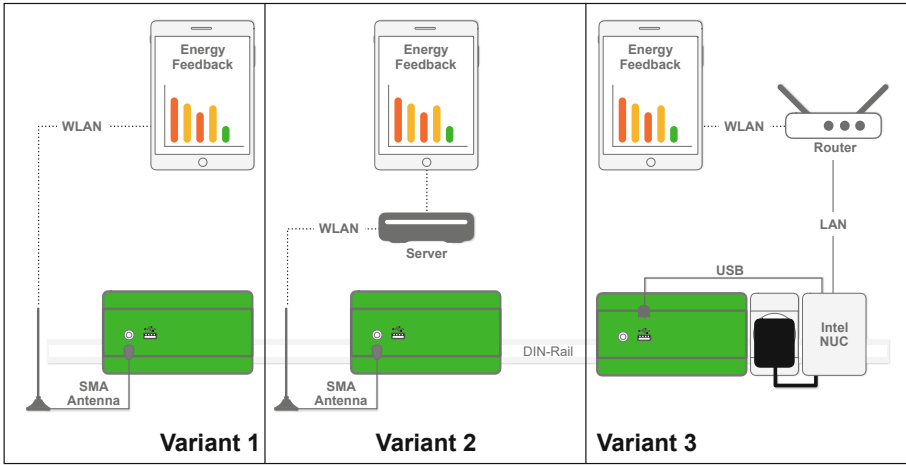 Energy
Feedback
WLAN
SMA
Antenna
Variant 1
Energy
Feedback
WLAN
Server
SMA
Antenna
DIN-Rail
Variant 2
Energy
Feedback
WLAN
Router
LAN
USB
Intel
NUC
Variant 3